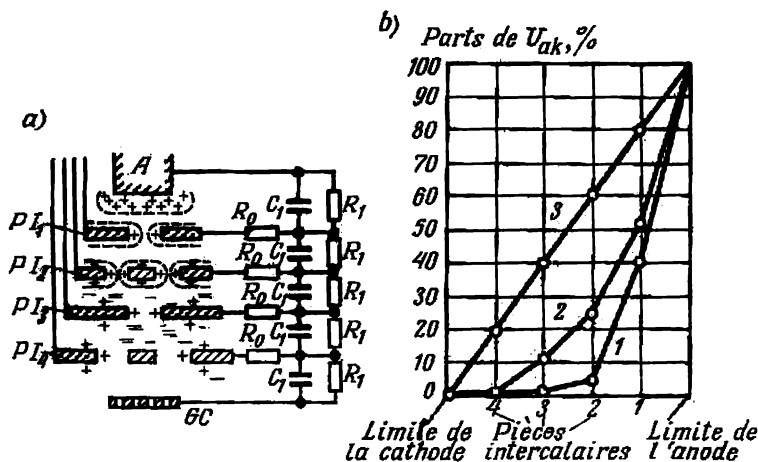 a)
A
PI₁
PI₂
PI₃
PI₄
R₀
R₀
R₀
R₀
C₁
C₁
C₁
C₁
C₁
R₁
R₁
R₁
R₁
R₁
GC
b) Parts de Uak, %
100
90
80
70
60
50
40
30
20
10
0
3
2
1
4 3 2 1
Limite de la cathode
Pièces intercalaires
Limite de l'anode